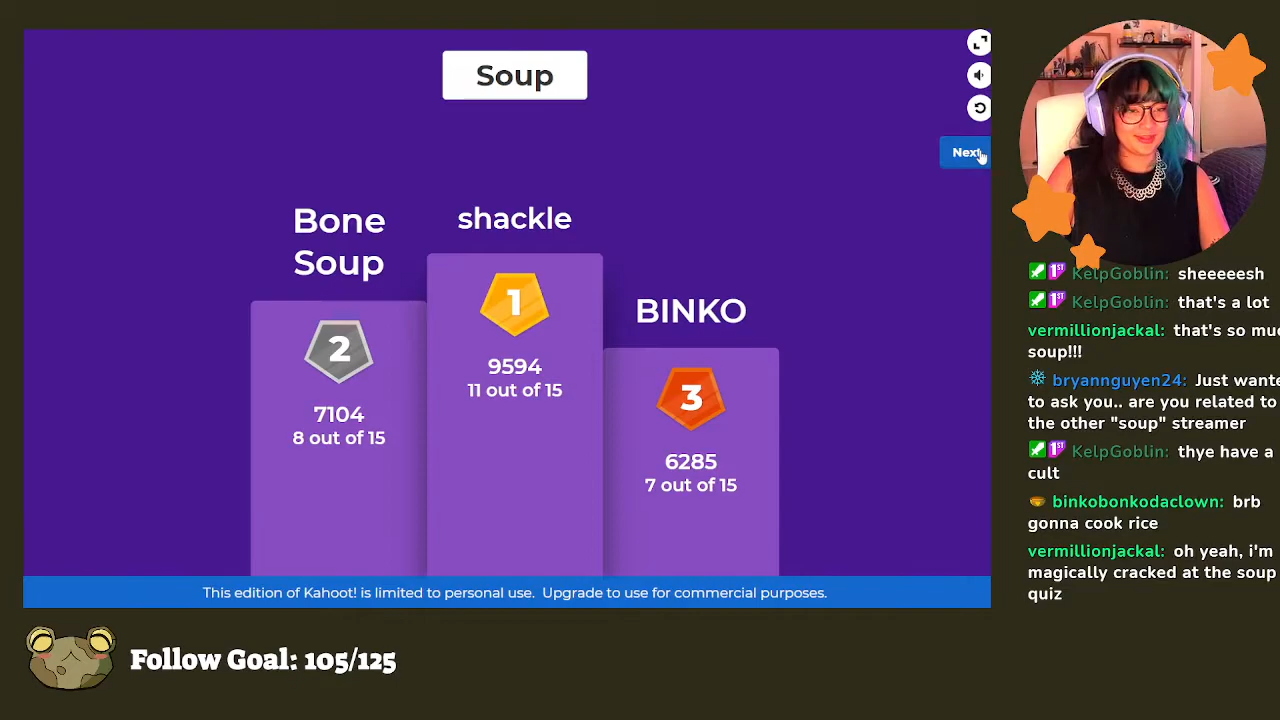 Soup
Next
Bone
Soup
shackle
BINKO
1
2
3
9594
11 out of 15
7104
8 out of 15
6285
7 out of 15
This edition of Kahoot! is limited to personal use. Upgrade to use for commercial purposes.
1ST KelpGoblin: sheeeeesh
1ST KelpGoblin: that's a lot
vermillionjackal: that's so muc
soup!!!
bryannguyen24: Just wante
to ask you.. are you related to
the other "soup" streamer
1ST KelpGoblin: thye have a
cult
binkobonkodaclown: brb
gonna cook rice
vermillionjackal: oh yeah, i'm
magically cracked at the soup
quiz
Follow Goal: 105/125